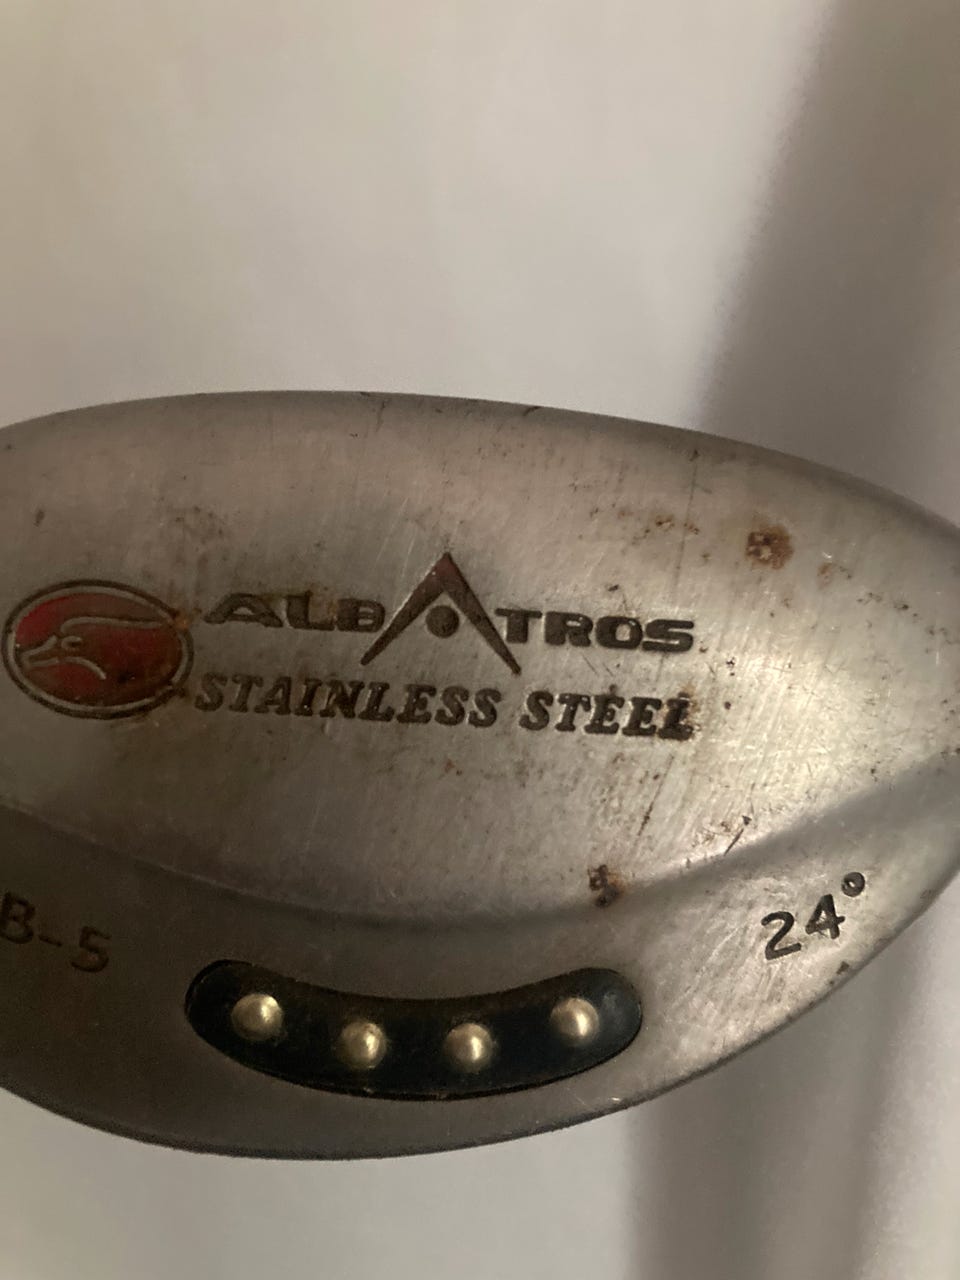 ALBATROS
STAINLESS STEEL
B-5
24°